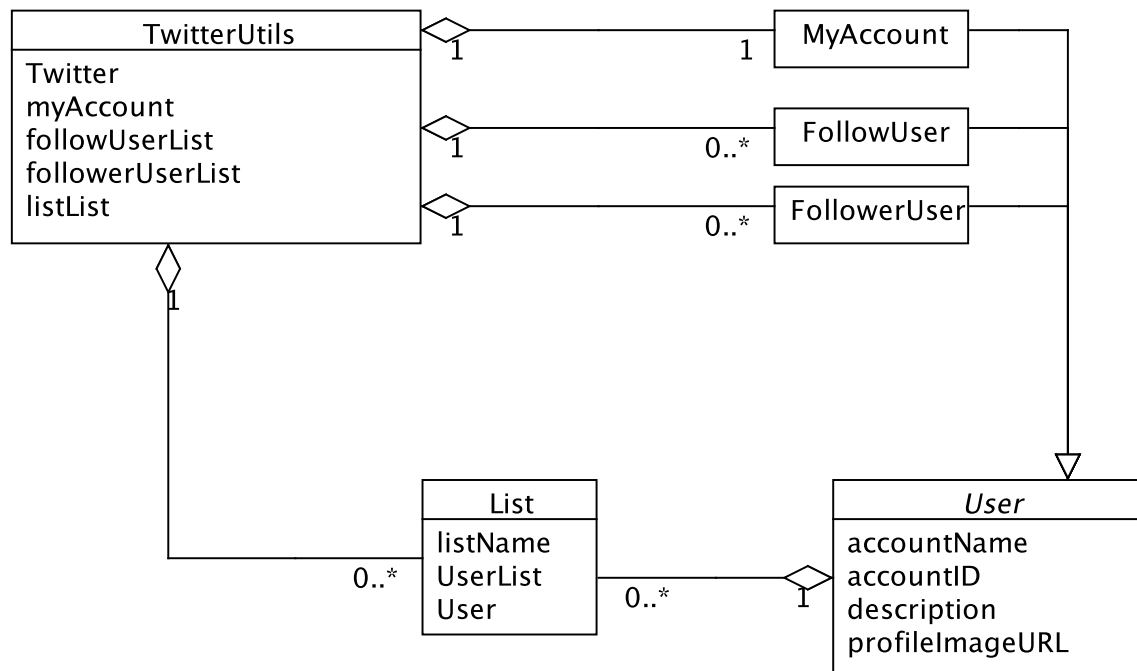 TwitterUtils
Twitter
myAccount
followUserList
followerUserList
listList
1
1
MyAccount
1
0..*
FollowUser
1
0..*
FollowerUser
1
0..*
List
listName
UserList
User
0..*
1
User
accountName
accountID
description
profileImageURL